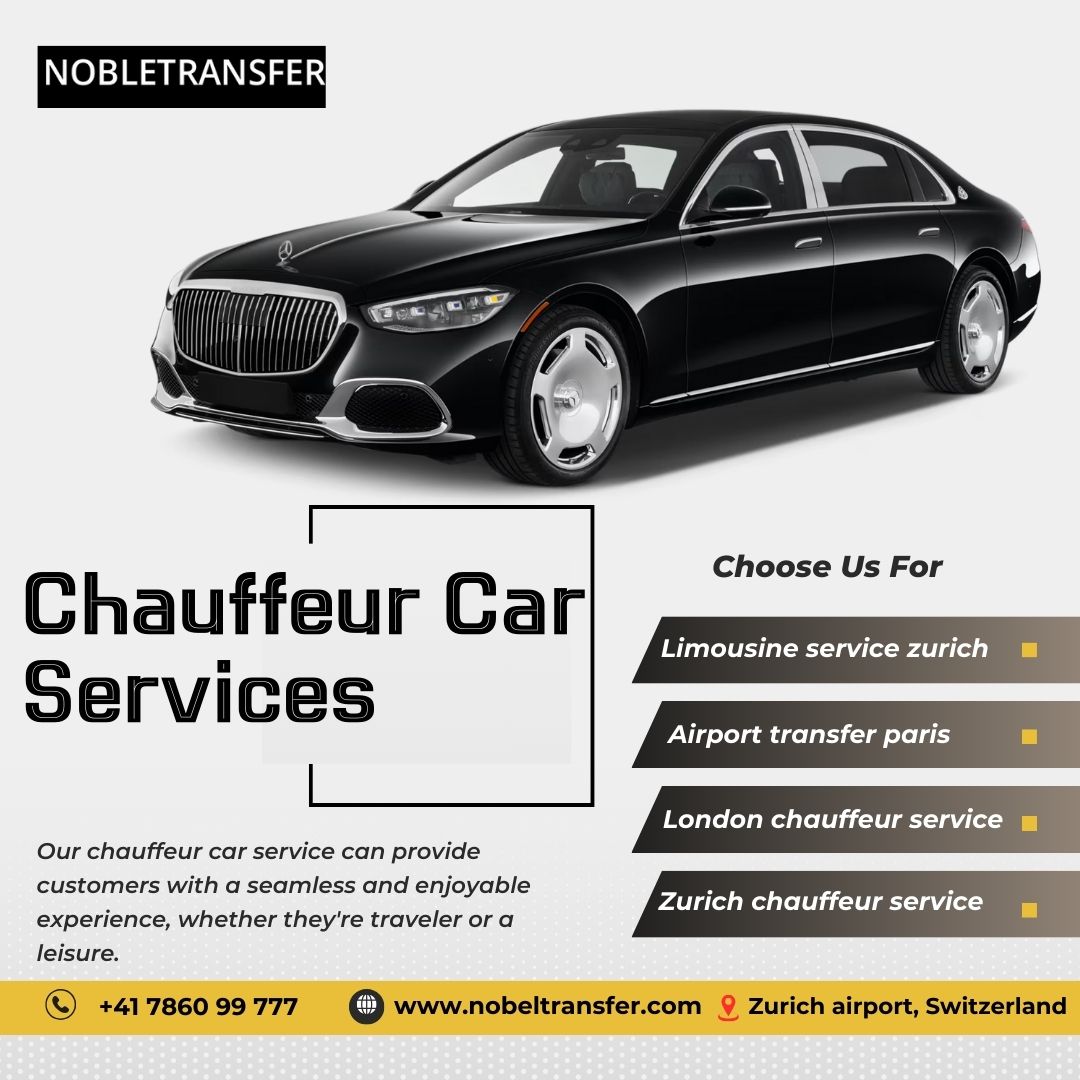 NOBLETRANSFER
Chauffeur Car
Services
Our chauffeur car service can provide
customers with a seamless and enjoyable
experience, whether they're traveler or a
leisure.
Choose Us For
Limousine service zurich
Airport transfer paris
London chauffeur service
Zurich chauffeur service
+41 7860 99 777
www.nobeltransfer.com
Zurich airport, Switzerland